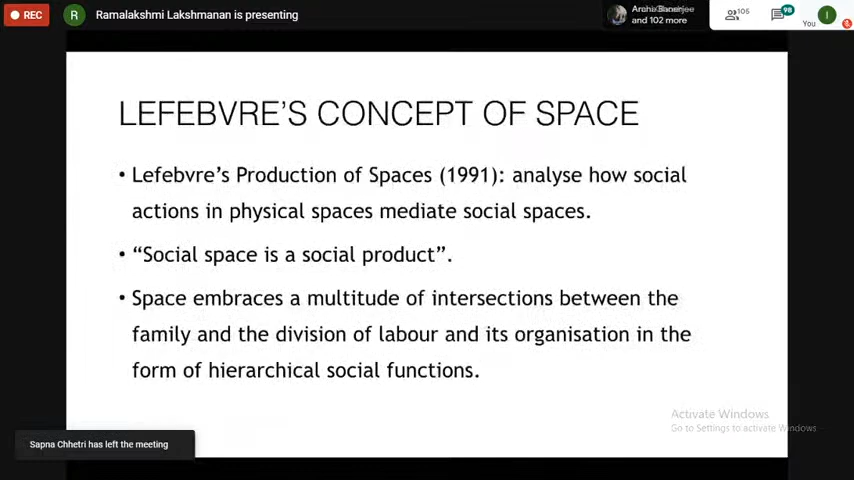 REC
R
Ramalakshmi Lakshmanan is presenting
and 102 more
105
98
You
I
LEFEBVRE'S CONCEPT OF SPACE
• Lefebvre's Production of Spaces (1991): analyse how social
actions in physical spaces mediate social spaces.
• “Social space is a social product”.
• Space embraces a multitude of intersections between the
family and the division of labour and its organisation in the
form of hierarchical social functions.
Activate Windows
Go to Settings to activate Windows
Sapna Chhetri has left the meeting